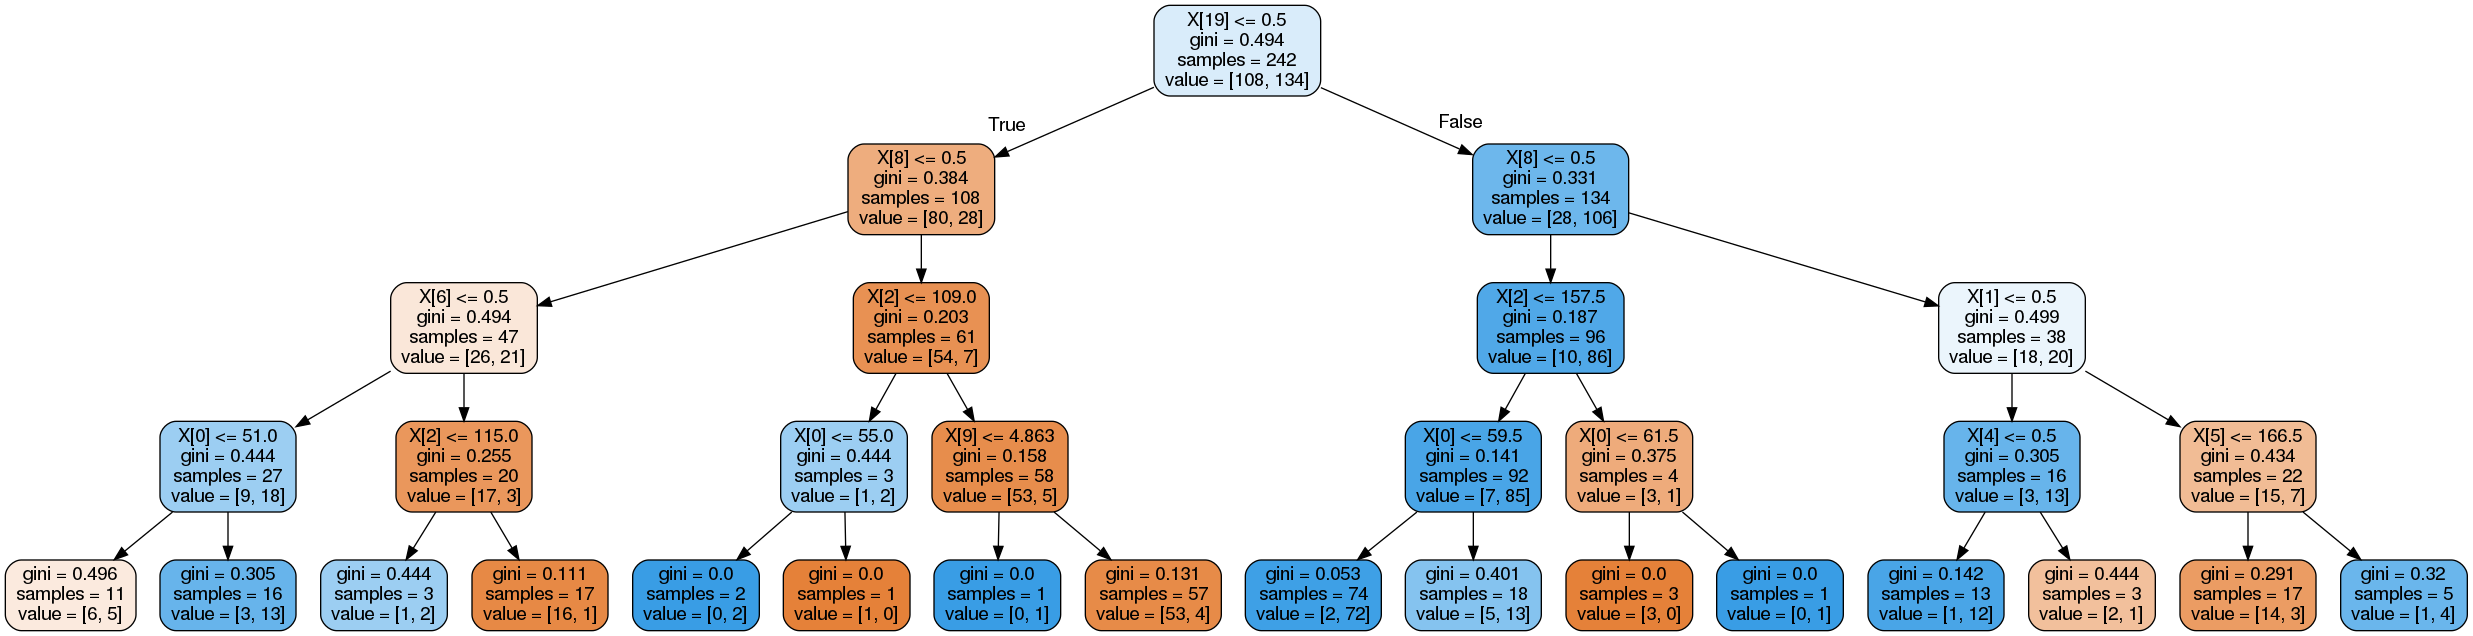 X[19] <= 0.5
gini = 0.494
samples = 242
value = [108, 134]
True
False
X[8] <= 0.5
gini = 0.384
samples = 108
value = [80, 28]
X[8] <= 0.5
gini = 0.331
samples = 134
value = [28, 106]
X[6] <= 0.5
gini = 0.494
samples = 47
value = [26, 21]
X[2] <= 109.0
gini = 0.203
samples = 61
value = [54, 7]
X[2] <= 157.5
gini = 0.187
samples = 96
value = [10, 86]
X[1] <= 0.5
gini = 0.499
samples = 38
value = [18, 20]
X[0] <= 51.0
gini = 0.444
samples = 27
value = [9, 18]
X[2] <= 115.0
gini = 0.255
samples = 20
value = [17, 3]
X[0] <= 55.0
gini = 0.444
samples = 3
value = [1, 2]
X[9] <= 4.863
gini = 0.158
samples = 58
value = [53, 5]
X[0] <= 59.5
gini = 0.141
samples = 92
value = [7, 85]
X[0] <= 61.5
gini = 0.375
samples = 4
value = [3, 1]
X[4] <= 0.5
gini = 0.305
samples = 16
value = [3, 13]
X[5] <= 166.5
gini = 0.434
samples = 22
value = [15, 7]
gini = 0.496
samples = 11
value = [6, 5]
gini = 0.305
samples = 16
value = [3, 13]
gini = 0.444
samples = 3
value = [1, 2]
gini = 0.111
samples = 17
value = [16, 1]
gini = 0.0
samples = 2
value = [0, 2]
gini = 0.0
samples = 1
value = [1, 0]
gini = 0.0
samples = 1
value = [0, 1]
gini = 0.131
samples = 57
value = [53, 4]
gini = 0.053
samples = 74
value = [2, 72]
gini = 0.401
samples = 18
value = [5, 13]
gini = 0.0
samples = 3
value = [3, 0]
gini = 0.0
samples = 1
value = [0, 1]
gini = 0.142
samples = 13
value = [1, 12]
gini = 0.444
samples = 3
value = [2, 1]
gini = 0.291
samples = 17
value = [14, 3]
gini = 0.32
samples = 5
value = [1, 4]